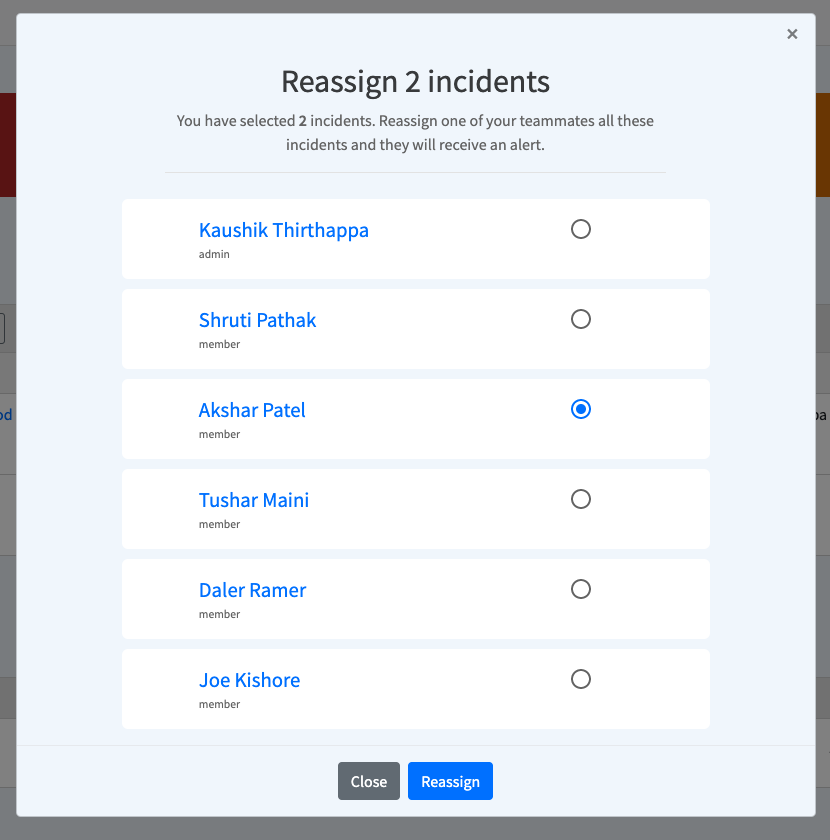 ×
Reassign 2 incidents
You have selected 2 incidents. Reassign one of your teammates all these
incidents and they will receive an alert.
Kaushik Thirthappa
admin
Shruti Pathak
member
Akshar Patel
member
od
pa
Tushar Maini
member
Daler Ramer
member
Joe Kishore
member
Close
Reassign